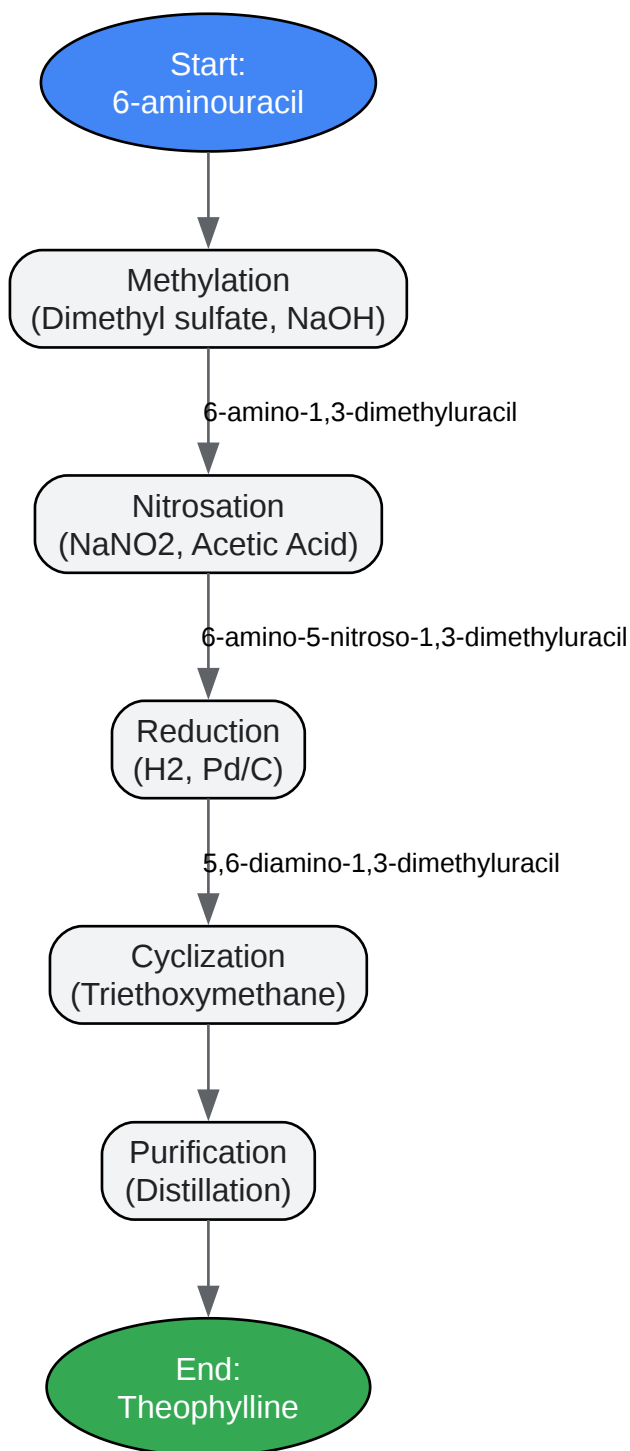 Start:
6-aminouracil
Methylation
(Dimethyl sulfate, NaOH)
6-amino-1,3-dimethyluracil
Nitrosation
(NaNO2, Acetic Acid)
6-amino-5-nitroso-1,3-dimethyluracil
Reduction
(H2, Pd/C)
5,6-diamino-1,3-dimethyluracil
Cyclization
(Triethoxymethane)
Purification
(Distillation)
End:
Theophylline